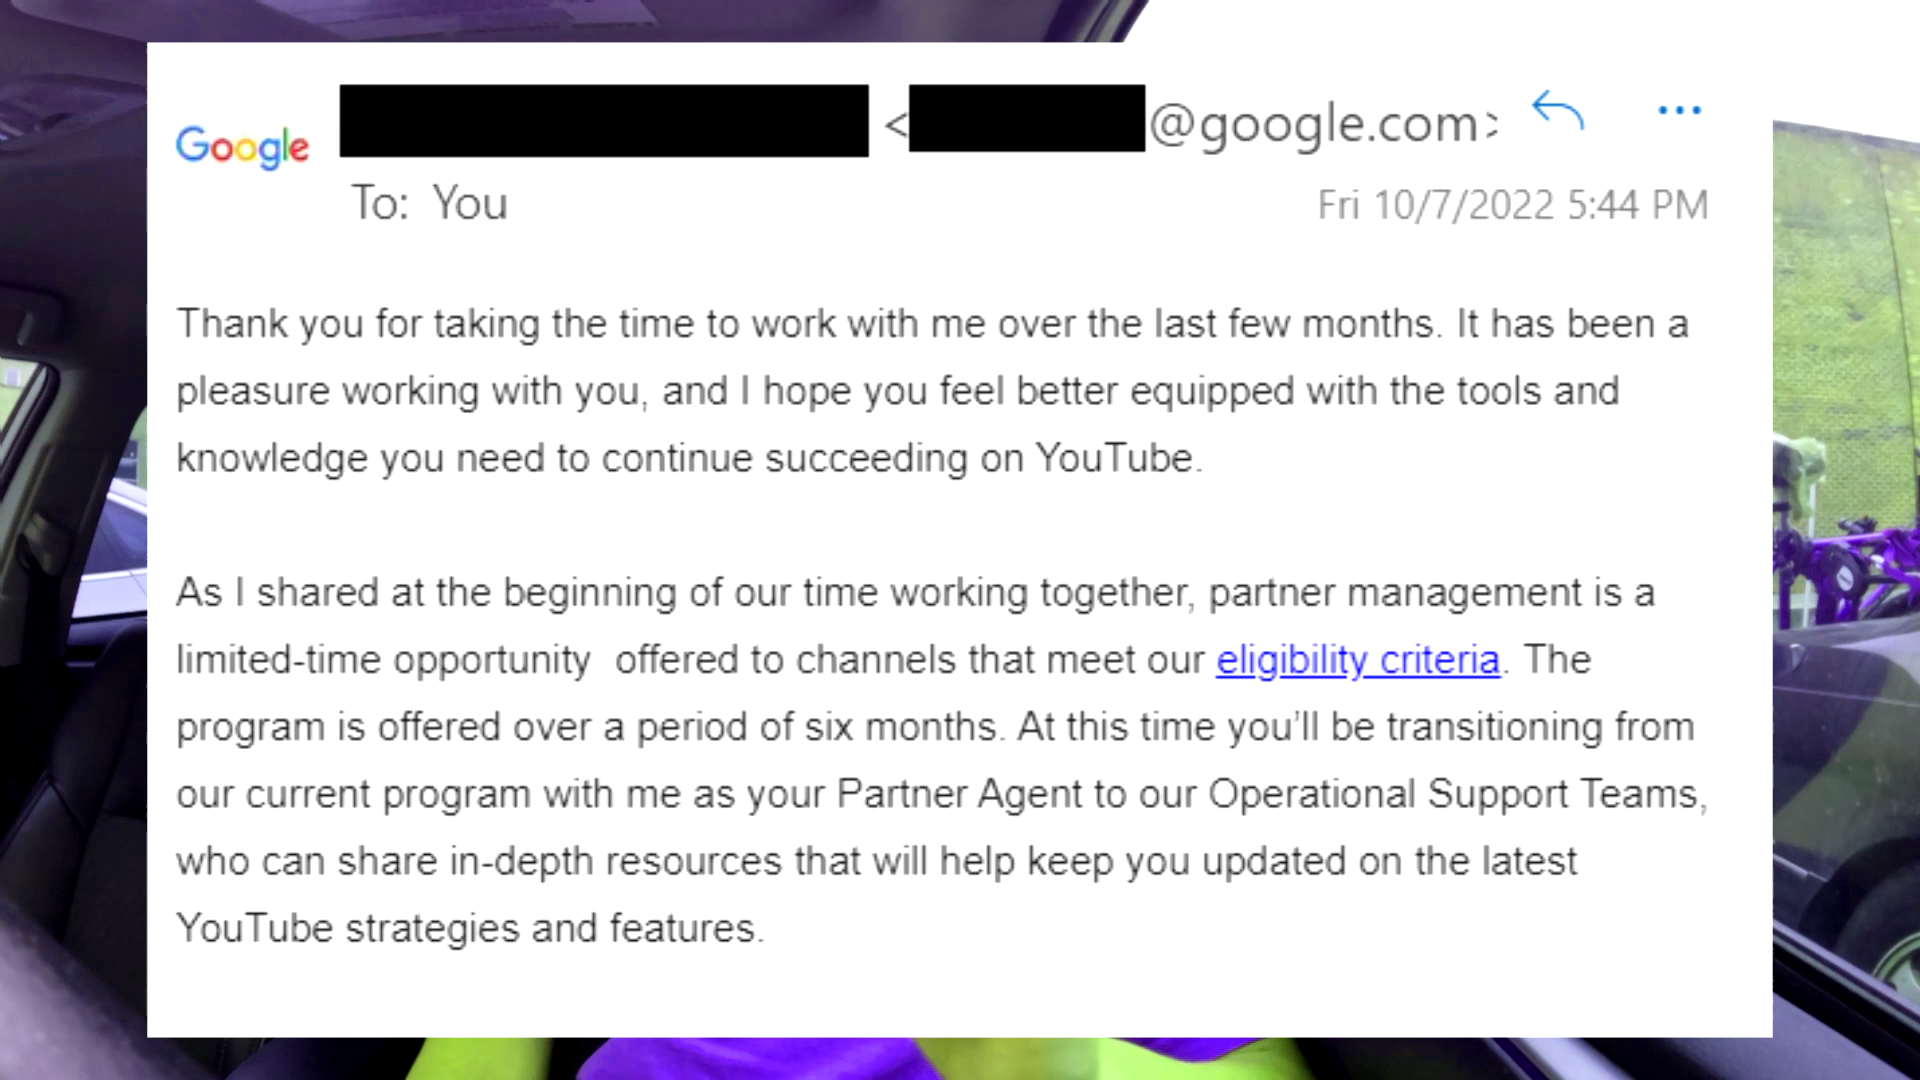 Google < @google.com>
To: You Fri 10/7/2022 5:44 PM
Thank you for taking the time to work with me over the last few months. It has been a
pleasure working with you, and I hope you feel better equipped with the tools and
knowledge you need to continue succeeding on YouTube.
As I shared at the beginning of our time working together, partner management is a
limited-time opportunity  offered to channels that meet our eligibility criteria. The
program is offered over a period of six months. At this time you’ll be transitioning from
our current program with me as your Partner Agent to our Operational Support Teams,
who can share in-depth resources that will help keep you updated on the latest
YouTube strategies and features.